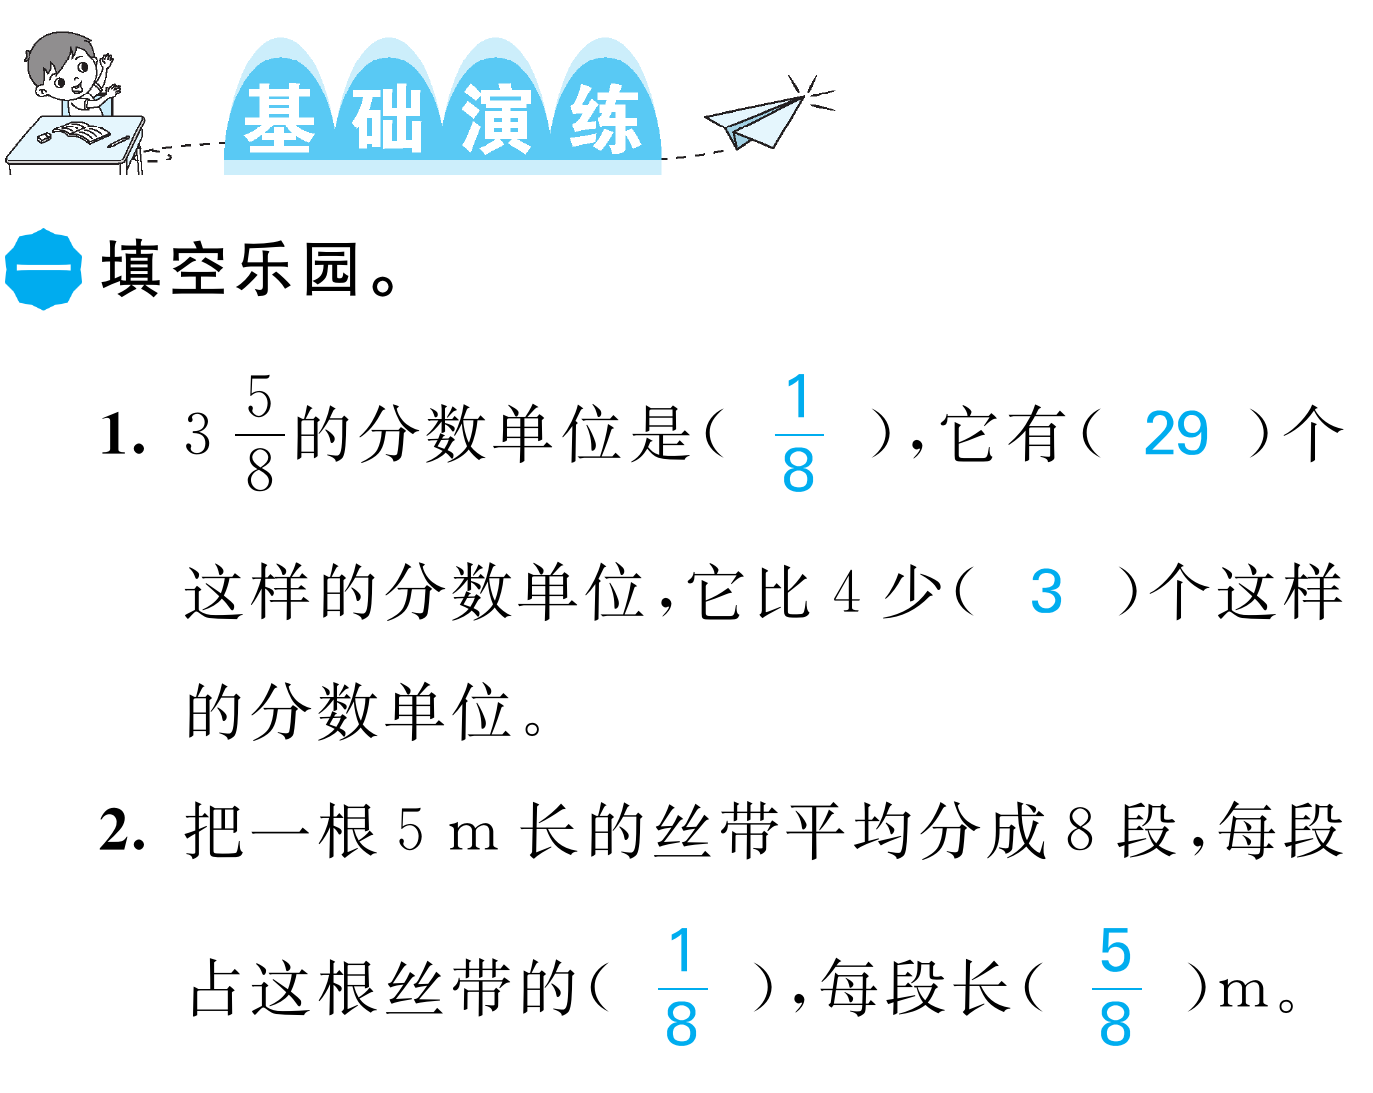 基础演练
一 填空乐园。
1. 3 5/8 的分数单位是( 1/8 ),它有( 29 )个
这样的分数单位,它比 4 少( 3 )个这样
的分数单位。
2. 把一根 5 m 长的丝带平均分成 8 段,每段
占这根丝带的( 1/8 ),每段长( 5/8 )m。